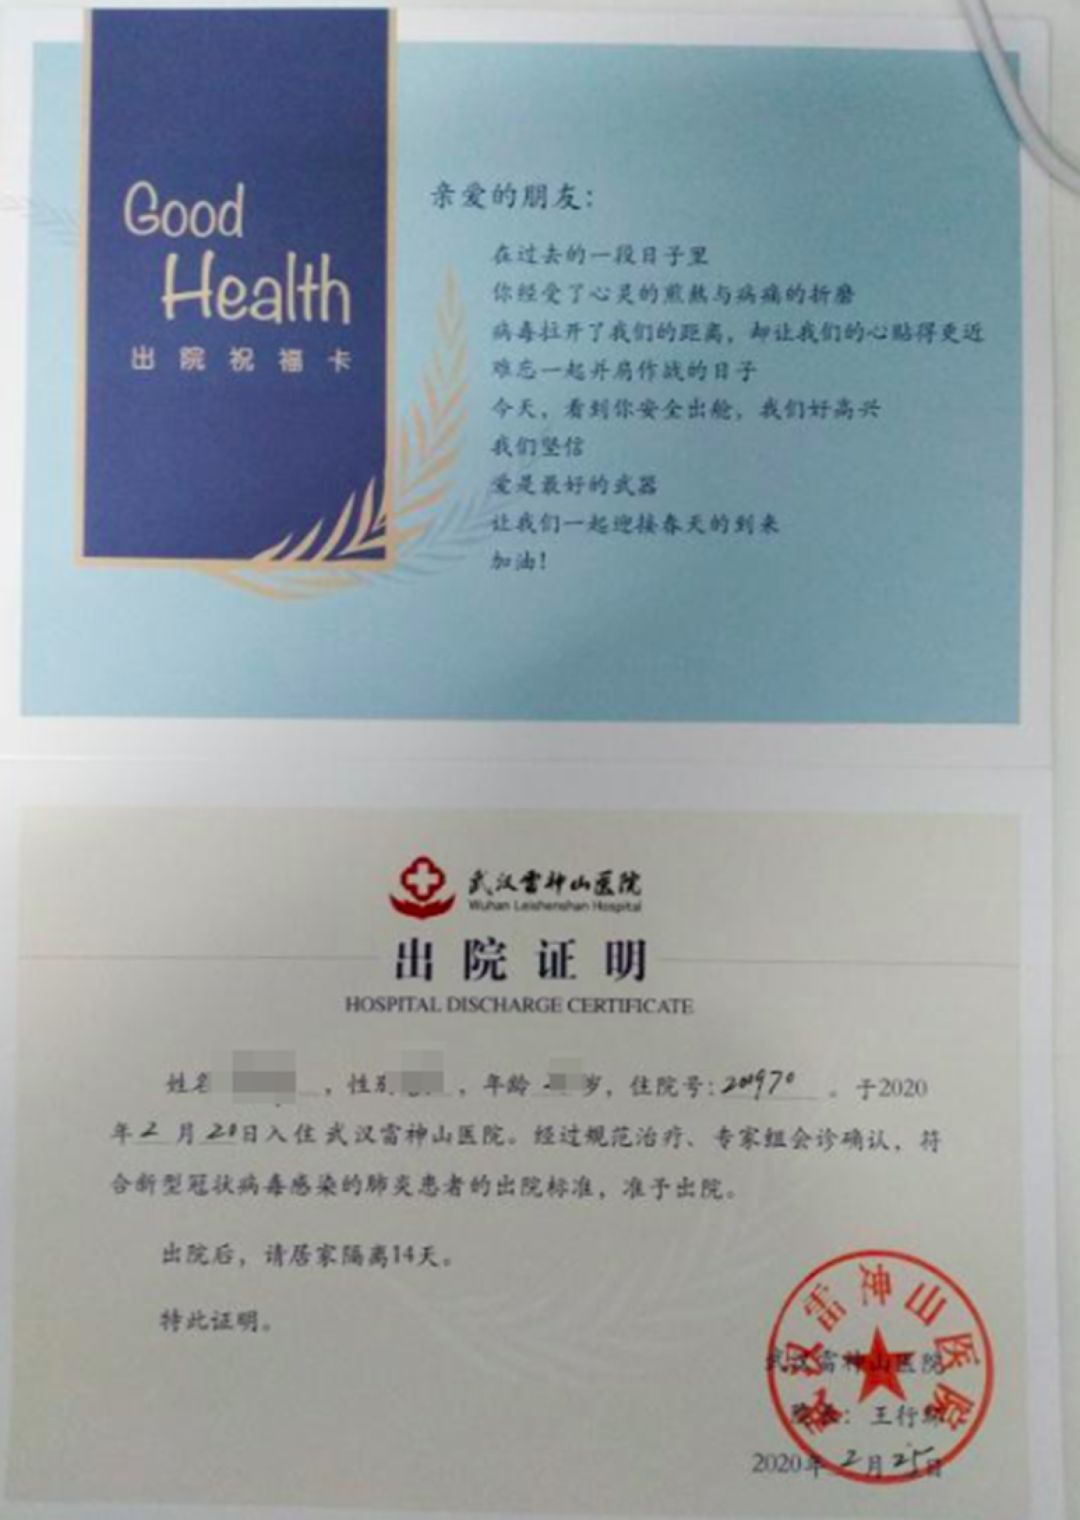 Good
Health
出院祝福卡
亲爱的朋友：
在过去的一段日子里
你经受了心灵的煎熬与病痛的折磨
病毒拉开了我们的距离，却让我们的心贴得更近
难忘一起并肩作战的日子
今天，看到你安全出舱，我们好高兴
我们坚信
爱是最好的武器
让我们一起迎接春天的到来
加油！
武汉雷神山医院
Wuhan Leishenshan Hospital
出院证明
HOSPITAL DISCHARGE CERTIFICATE
姓名，性别，年龄岁，住院号：200970。于2020
年2月20日入住武汉雷神山医院。经过规范治疗、专家组会诊确认，符
合新型冠状病毒感染的肺炎患者的出院标准，准予出院。
出院后，请居家隔离14天。
特此证明。
武汉雷神山医院
武汉雷神山医院
院长：王行
2020年2月25日